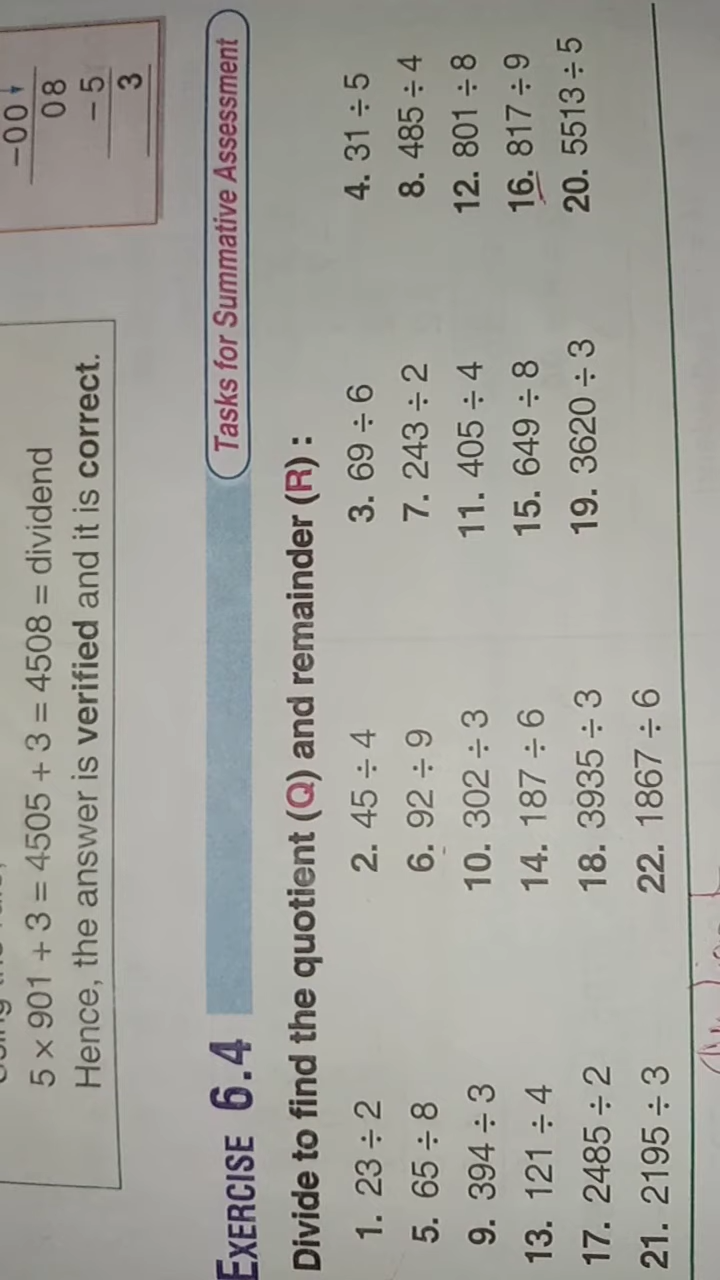 -00
08
- 5
3
5 × 901 + 3 = 4505 + 3 = 4508 = dividend
Hence, the answer is verified and it is correct.
EXERCISE 6.4 Tasks for Summative Assessment
Divide to find the quotient (Q) and remainder (R) :
1. 23 ÷ 2 2. 45 ÷ 4 3. 69 ÷ 6 4. 31 ÷ 5
5. 65 ÷ 8 6. 92 ÷ 9 7. 243 ÷ 2 8. 485 ÷ 4
9. 394 ÷ 3 10. 302 ÷ 3 11. 405 ÷ 4 12. 801 ÷ 8
13. 121 ÷ 4 14. 187 ÷ 6 15. 649 ÷ 8 16. 817 ÷ 9
17. 2485 ÷ 2 18. 3935 ÷ 3 19. 3620 ÷ 3 20. 5513 ÷ 5
21. 2195 ÷ 3 22. 1867 ÷ 6